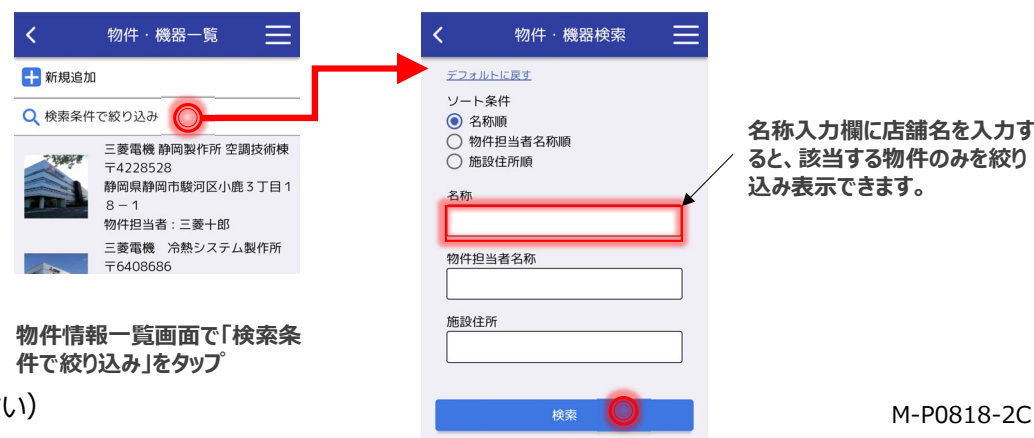 物件・機器一覧
新規追加
検索条件で絞り込み
三菱電機 静岡製作所 空調技術棟
〒4228528
静岡県静岡市駿河区小鹿３丁目１
８－１
物件担当者：三菱十郎
三菱電機　冷熱システム製作所
〒6408686
物件情報一覧画面で「検索条
件で絞り込み」をタップ
い）
物件・機器検索
デフォルトに戻す
ソート条件
名称順
物件担当者名称順
施設住所順
名称
物件担当者名称
施設住所
検索
名称入力欄に店舗名を入力す
ると、該当する物件のみを絞り
込み表示できます。
M-P0818-2C